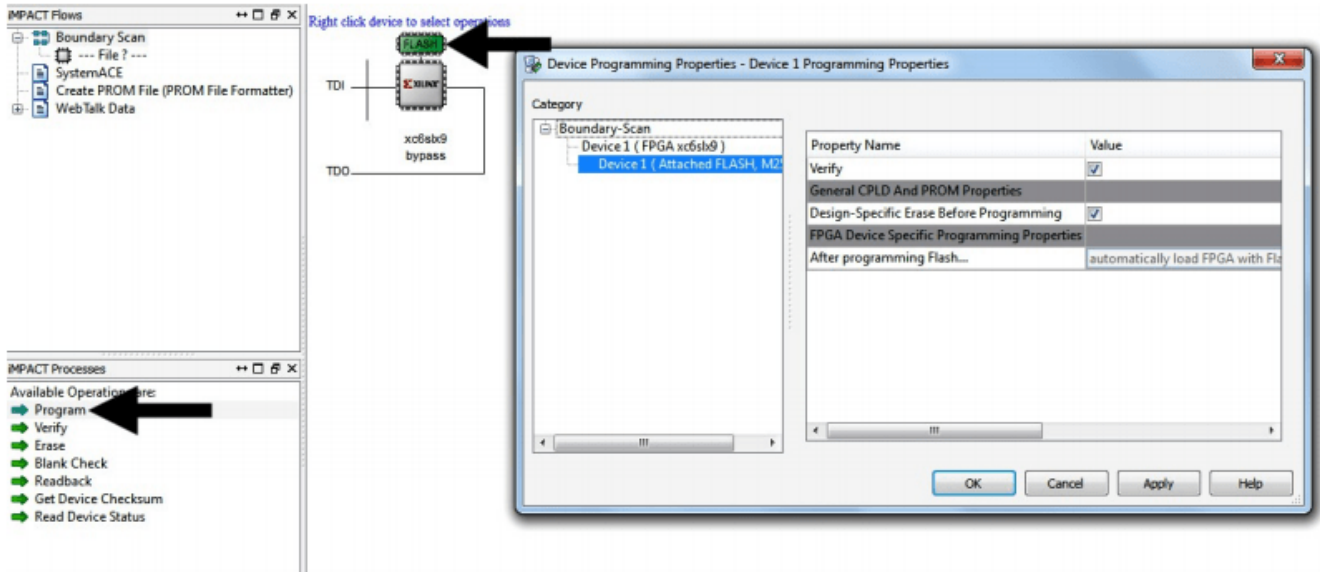 iMPACT Flows
Boundary Scan
--- File ? ---
SystemACE
Create PROM File (PROM File Formatter)
WebTalk Data
iMPACT Processes
Available Operations are:
Program
Verify
Erase
Blank Check
Readback
Get Device Checksum
Read Device Status
Right click device to select operations
FLASH
TDI
XILINX
xc6slx9
bypass
TDO
Device Programming Properties - Device 1 Programming Properties
Category
Boundary-Scan
Device 1 ( FPGA xc6slx9 )
Device 1 ( Attached FLASH, M25
Property Name Value
Verify
General CPLD And PROM Properties
Design-Specific Erase Before Programming
FPGA Device Specific Programming Properties
After programming Flash... automatically load FPGA with Fla
OK Cancel Apply Help